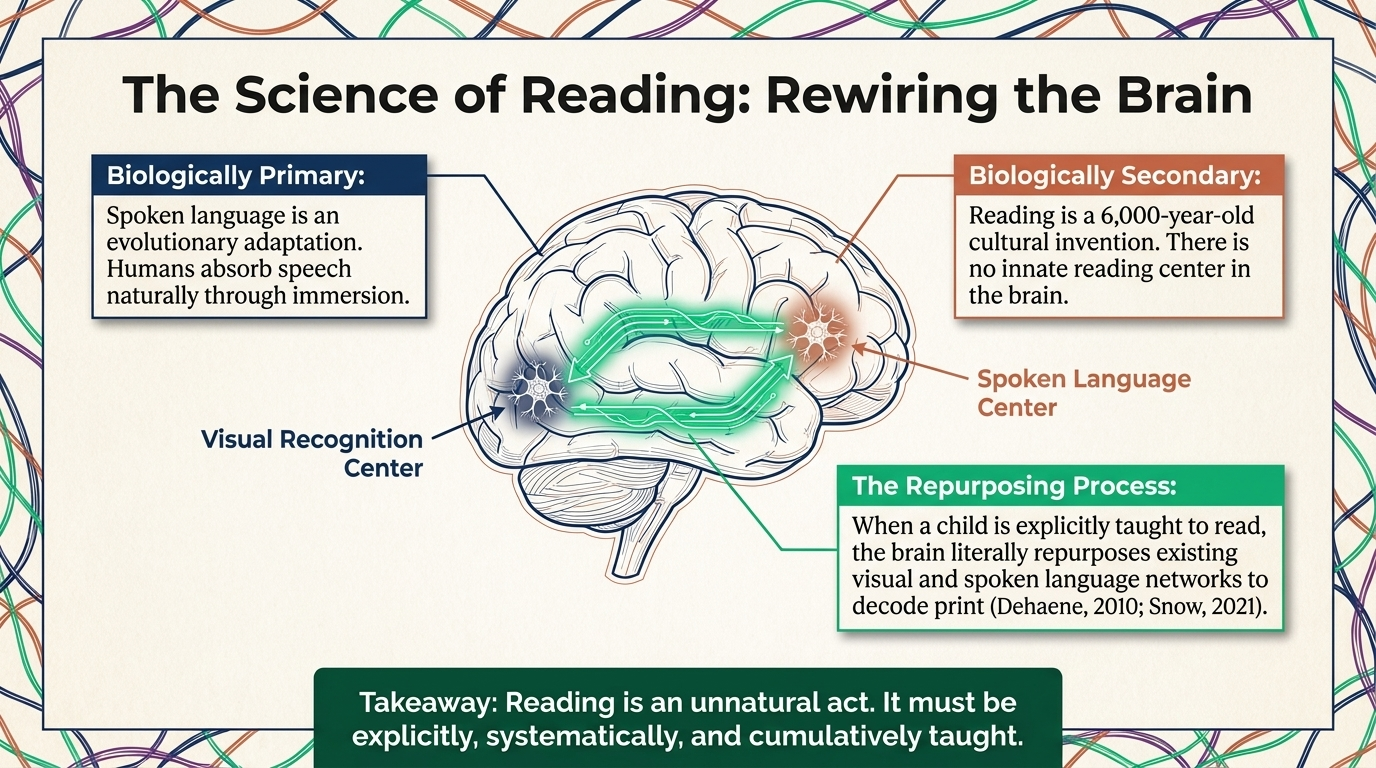 The Science of Reading: Rewiring the Brain
Biologically Primary:
Spoken language is an
evolutionary adaptation.
Humans absorb speech
naturally through immersion.
Biologically Secondary:
Reading is a 6,000-year-old
cultural invention. There is
no innate reading center in
the brain.
Visual Recognition
Center
Spoken Language
Center
The Repurposing Process:
When a child is explicitly taught to read,
the brain literally repurposes existing
visual and spoken language networks to
decode print (Dehaene, 2010; Snow, 2021).
Takeaway: Reading is an unnatural act. It must be
explicitly, systematically, and cumulatively taught.